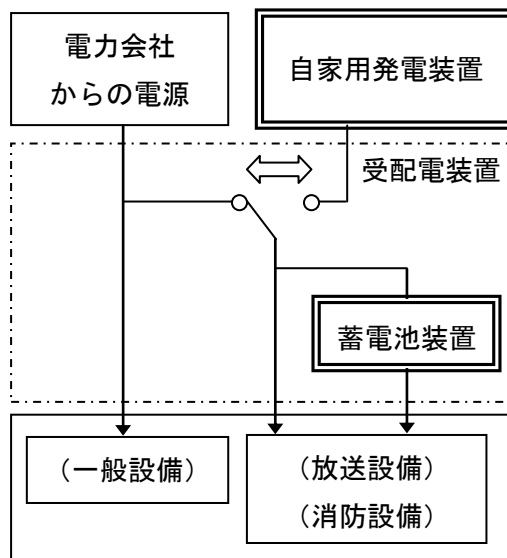 電力会社
からの電源
自家用発電装置
受配電装置
蓄電池装置
（一般設備）
（放送設備）
（消防設備）